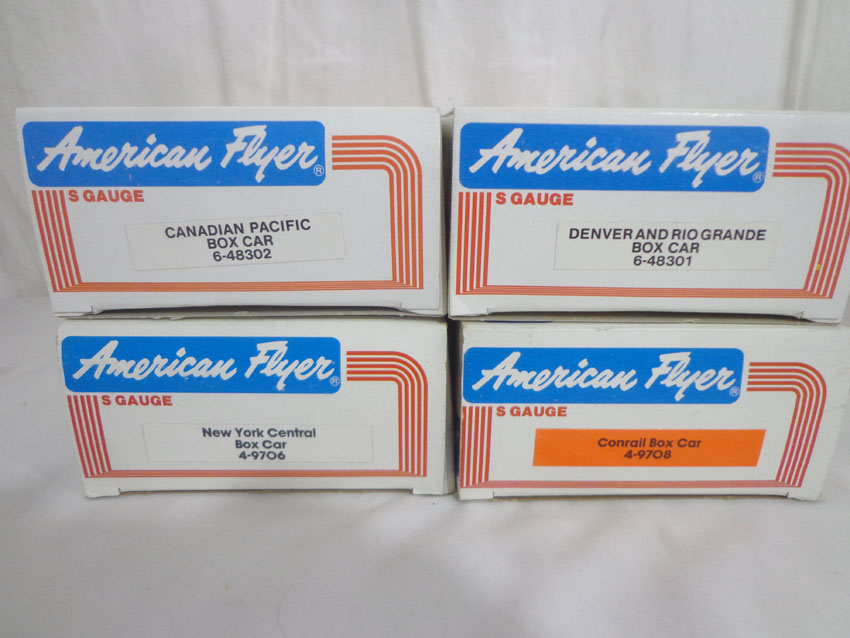 American Flyer®
S GAUGE
CANADIAN PACIFIC
BOX CAR
6-48302
American Flyer®
S GAUGE
DENVER AND RIO GRANDE
BOX CAR
6-48301
American Flyer®
S GAUGE
New York Central
Box Car
4-9706
American Flyer®
S GAUGE
Conrail Box Car
4-9708